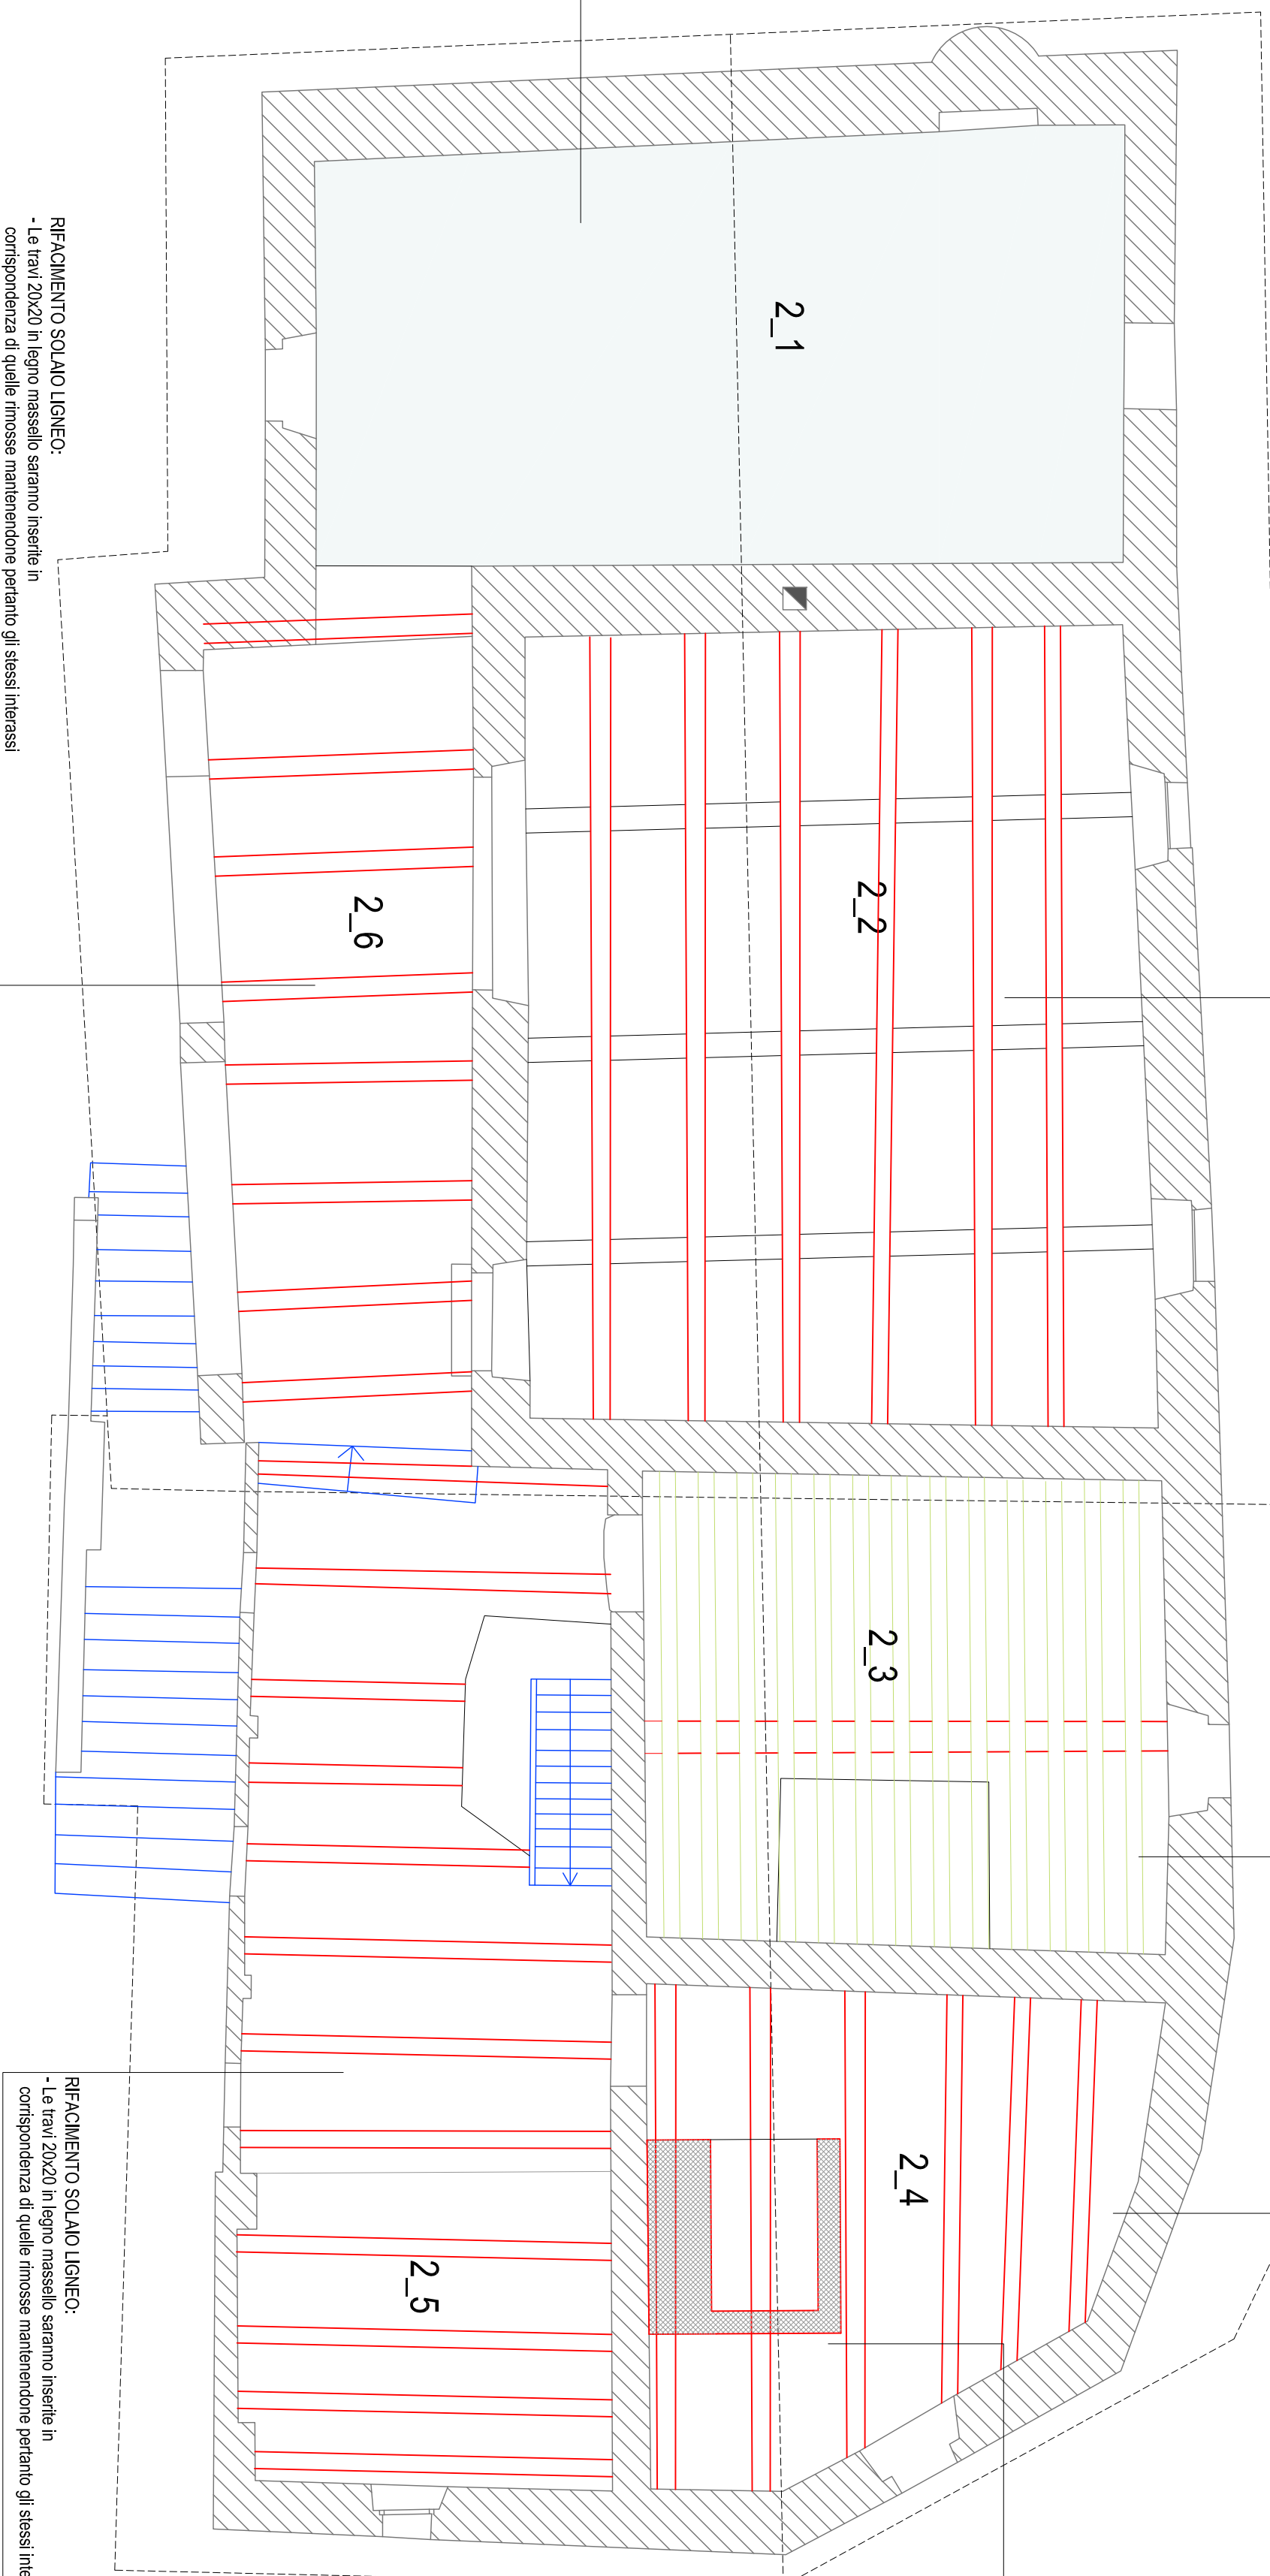 2_1
2_2
2_6
2_3
2_4
2_5
RIFACIMENTO SOLAIO LIGNEO:
- Le travi 20x20 in legno massello saranno inserite in
corrispondenza di quelle rimosse mantenendone pertanto gli stessi interassi
RIFACIMENTO SOLAIO LIGNEO:
- Le travi 20x20 in legno massello saranno inserite in
corrispondenza di quelle rimosse mantenendone pertanto gli stessi